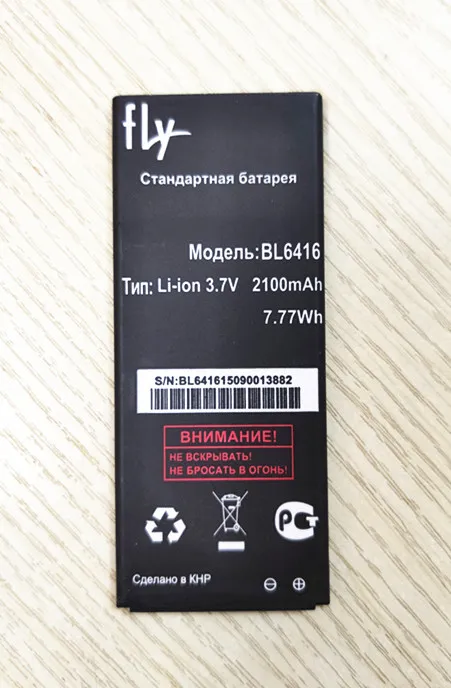 fly
Стандартная батарея
Модель:BL6416
Тип: Li-ion 3.7V 2100mAh
7.77Wh
S/N:BL641615090013882
ВНИМАНИЕ!
НЕ ВСКРЫВАТЬ!
НЕ БРОСАТЬ В ОГОНЬ!
РСТ
Сделано в КНР